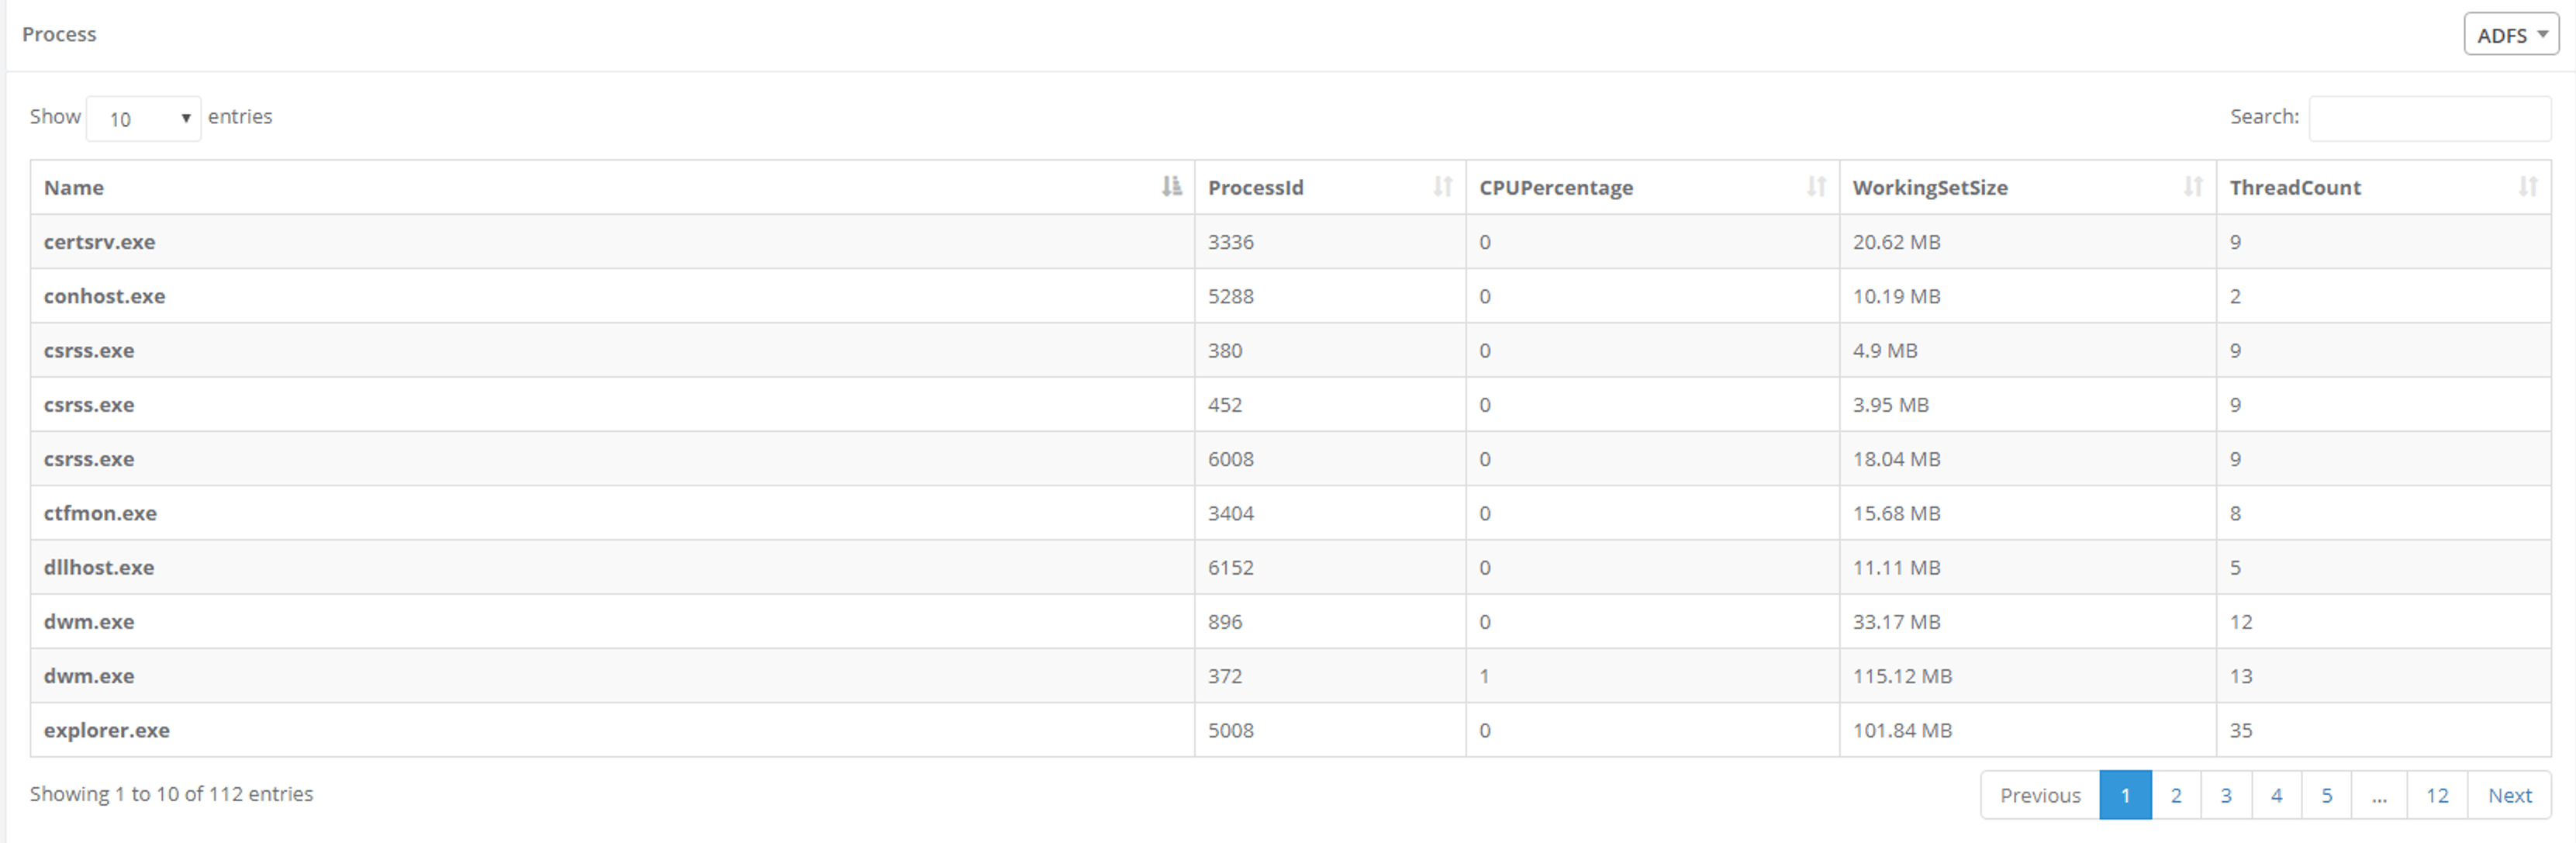 Process ADFS
Show 10 entries Search:
Name ProcessId CPUPercentage WorkingSetSize ThreadCount
certsrv.exe 3336 0 20.62 MB 9
conhost.exe 5288 0 10.19 MB 2
csrss.exe 380 0 4.9 MB 9
csrss.exe 452 0 3.95 MB 9
csrss.exe 6008 0 18.04 MB 9
ctfmon.exe 3404 0 15.68 MB 8
dllhost.exe 6152 0 11.11 MB 5
dwm.exe 896 0 33.17 MB 12
dwm.exe 372 1 115.12 MB 13
explorer.exe 5008 0 101.84 MB 35
Showing 1 to 10 of 112 entries Previous 1 2 3 4 5 ... 12 Next